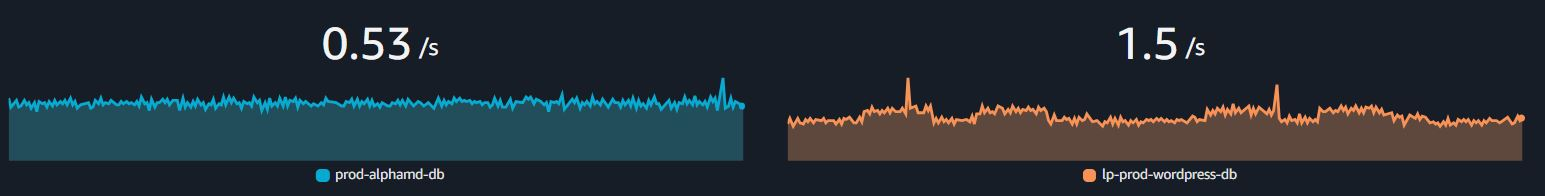 0.53 /s
1.5 /s
prod-alphamd-db
lp-prod-wordpress-db